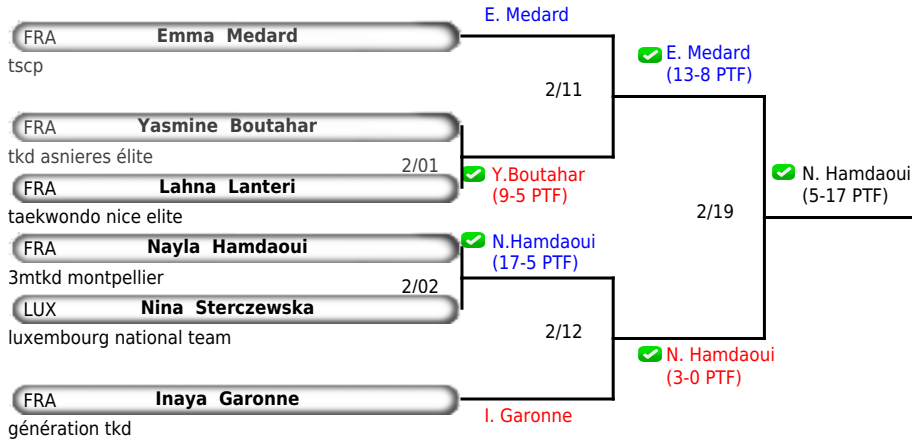 E. Medard
FRA Emma Medard
tscp
E. Medard
(13-8 PTF)
2/11
FRA Yasmine Boutahar
tkd asnieres élite
2/01
Y.Boutahar
(9-5 PTF)
FRA Lahna Lanteri
taekwondo nice elite
N. Hamdaoui
(5-17 PTF)
2/19
FRA Nayla Hamdaoui
3mtkd montpellier
N.Hamdaoui
(17-5 PTF)
2/02
LUX Nina Sterczewska
luxembourg national team
2/12
N. Hamdaoui
(3-0 PTF)
FRA Inaya Garonne
génération tkd
I. Garonne